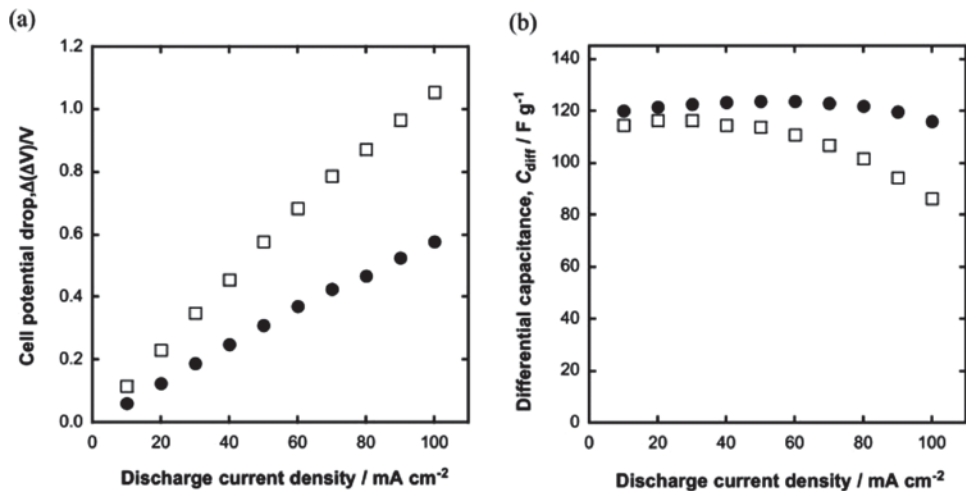 (a)
1.2
1.0
0.8
0.6
0.4
0.2
0.0
0 20 40 60 80 100
Cell potential drop,Δ(ΔV)/V
Discharge current density / mA cm⁻²
(b)
140
120
100
80
60
40
20
0
0 20 40 60 80 100
Differential capacitance, C_diff / F g⁻¹
Discharge current density / mA cm⁻²